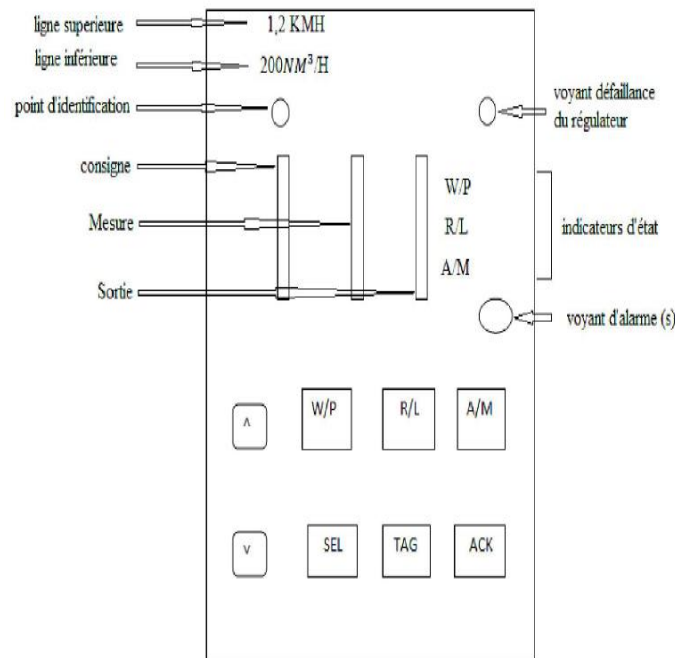 ligne superieure
1,2 KMH
ligne inférieure
200NM³/H
point d'identification
voyant défaillance
du régulateur
consigne
W/P
Mesure
R/L
indicateurs d'état
A/M
Sortie
voyant d'alarme (s)
^ W/P R/L A/M
v SEL TAG ACK